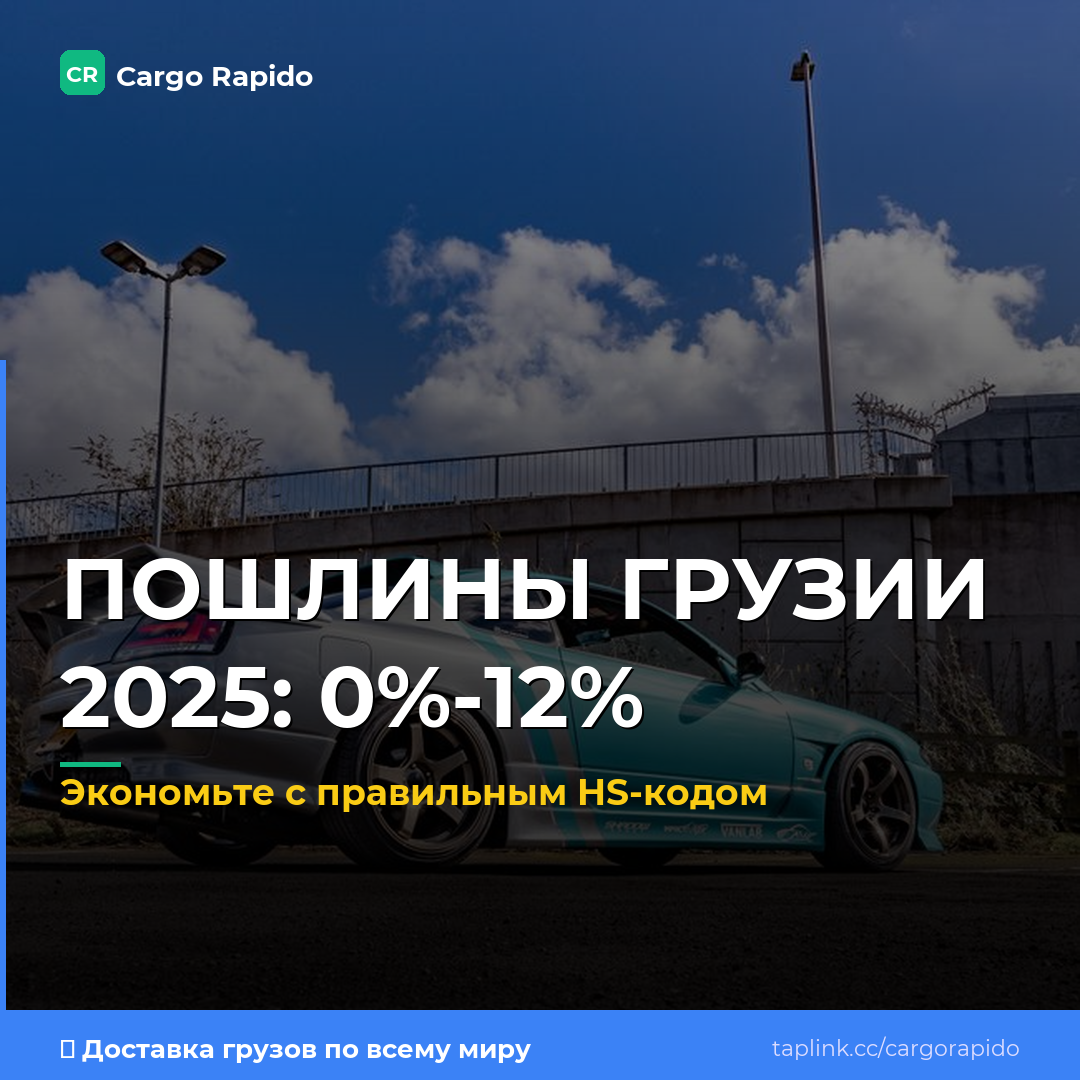 CR Cargo Rapido
ПОШЛИНЫ ГРУЗИИ
2025: 0%-12%
Экономьте с правильным HS-кодом
Доставка грузов по всему миру
taplink.cc/cargorapido